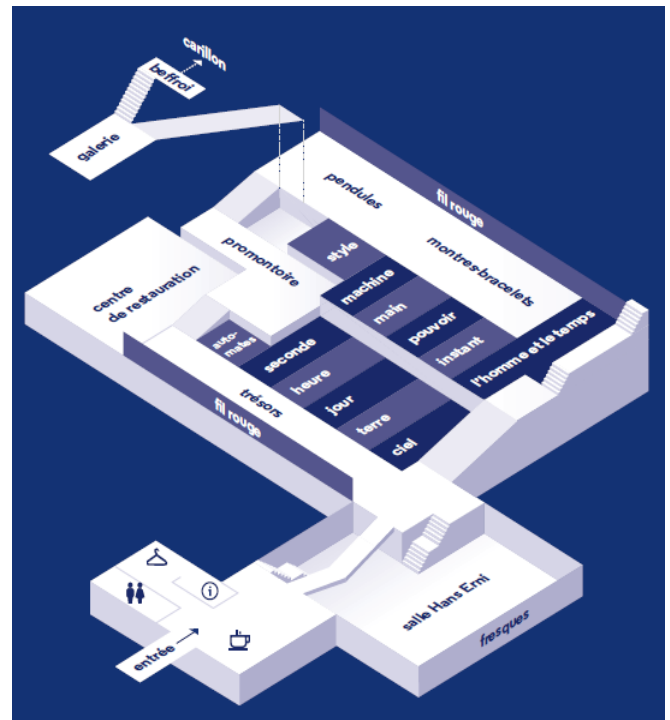 carillon
beffroi
galerie
pendules
fil rouge
montres-bracelets
promontoire
style
machine
main
pouvoir
instant
l'homme et le temps
centre
de restauration
auto-
mates
seconde
heure
jour
terre
ciel
trésors
fil rouge
salle Hans Erni
fresques
i
entrée